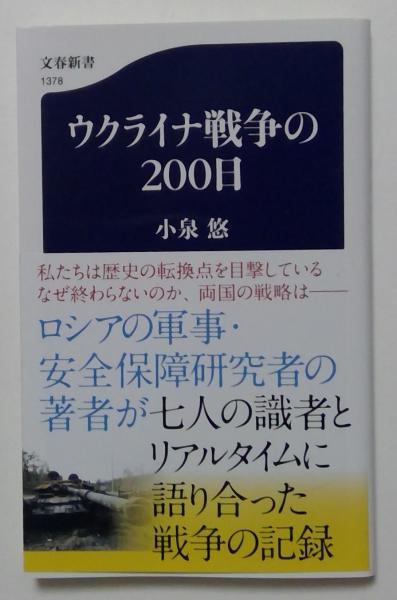 文春新書
1378
ウクライナ戦争の
200日
小泉 悠
私たちは歴史の転換点を目撃している
なぜ終わらないのか、両国の戦略は――
ロシアの軍事・
安全保障研究者の
著者が七人の識者と
リアルタイムに
語り合った
戦争の記録